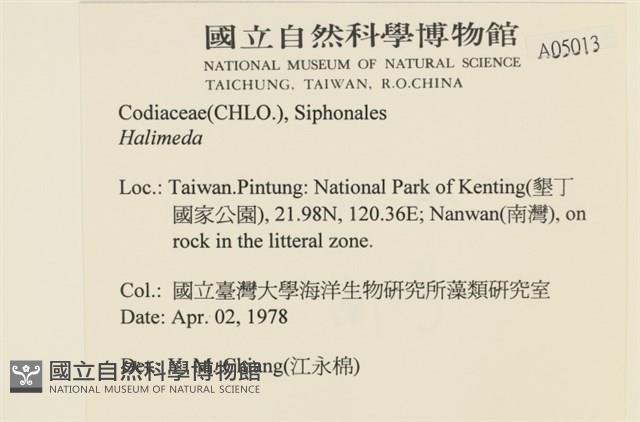 國立自然科學博物館
A05013
NATIONAL MUSEUM OF NATURAL SCIENCE
TAICHUNG, TAIWAN, R.O.CHINA
Codiaceae(CHLO.), Siphonales
Halimeda
Loc.: Taiwan.Pintung: National Park of Kenting(墾丁
國家公園), 21.98N, 120.36E; Nanwan(南灣), on
rock in the litteral zone.
Col.: 國立臺灣大學海洋生物研究所藻類研究室
Date: Apr. 02, 1978
Det.: Y. M. Chiang(江永棉)
國立自然科學博物館
NATIONAL MUSEUM OF NATURAL SCIENCE